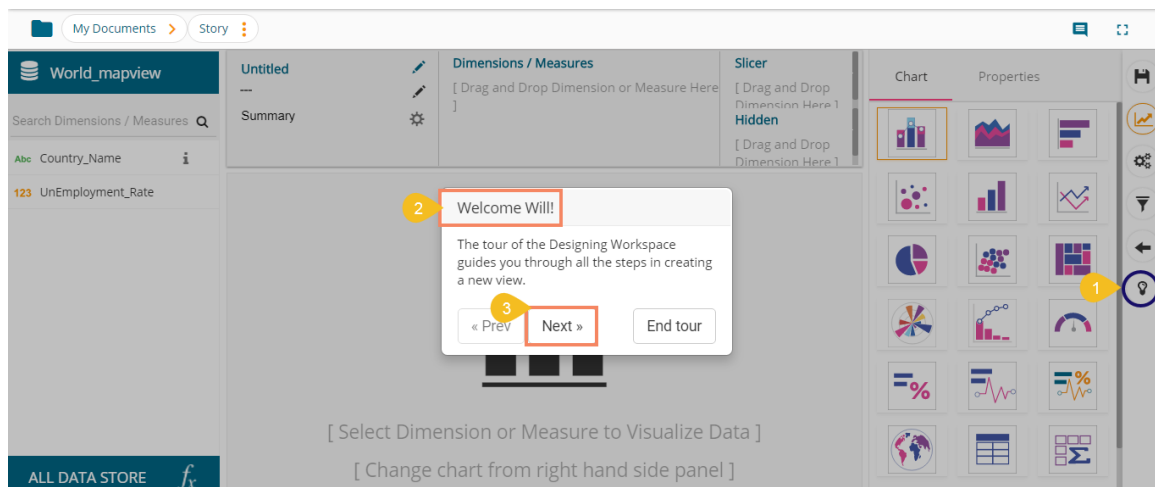 My Documents > Story
World_mapview
Search Dimensions / Measures
Abc Country_Name i
123 UnEmployment_Rate
ALL DATA STORE fx
Untitled
---
Summary
Dimensions / Measures
[ Drag and Drop Dimension or Measure Here
]
Slicer
[ Drag and Drop
Dimension Here ]
Hidden
[ Drag and Drop
Dimension Here ]
Chart Properties
2
Welcome Will!
The tour of the Designing Workspace
guides you through all the steps in creating
a new view.
3
« Prev Next » End tour
1
[ Select Dimension or Measure to Visualize Data ]
[ Change chart from right hand side panel ]
%
%
Σ